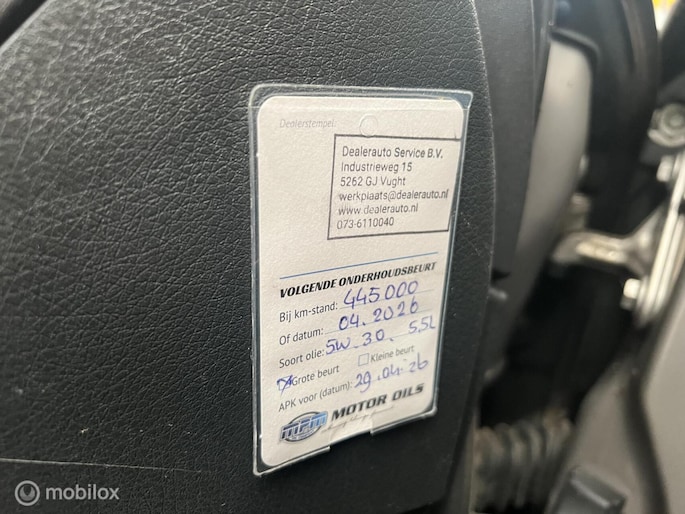 Dealerstempel:
Dealerauto Service B.V.
Industrieweg 15
5262 GJ Vught
werkplaats@dealerauto.nl
www.dealerauto.nl
073-6110040
VOLGENDE ONDERHOUDSBEURT
Bij km-stand: 445000
Of datum: 04.2026
Soort olie: 5W-30. 5,5L
Grote beurt Kleine beurt
APK voor (datum): 29.04.26
MPM MOTOR OILS
mobilox